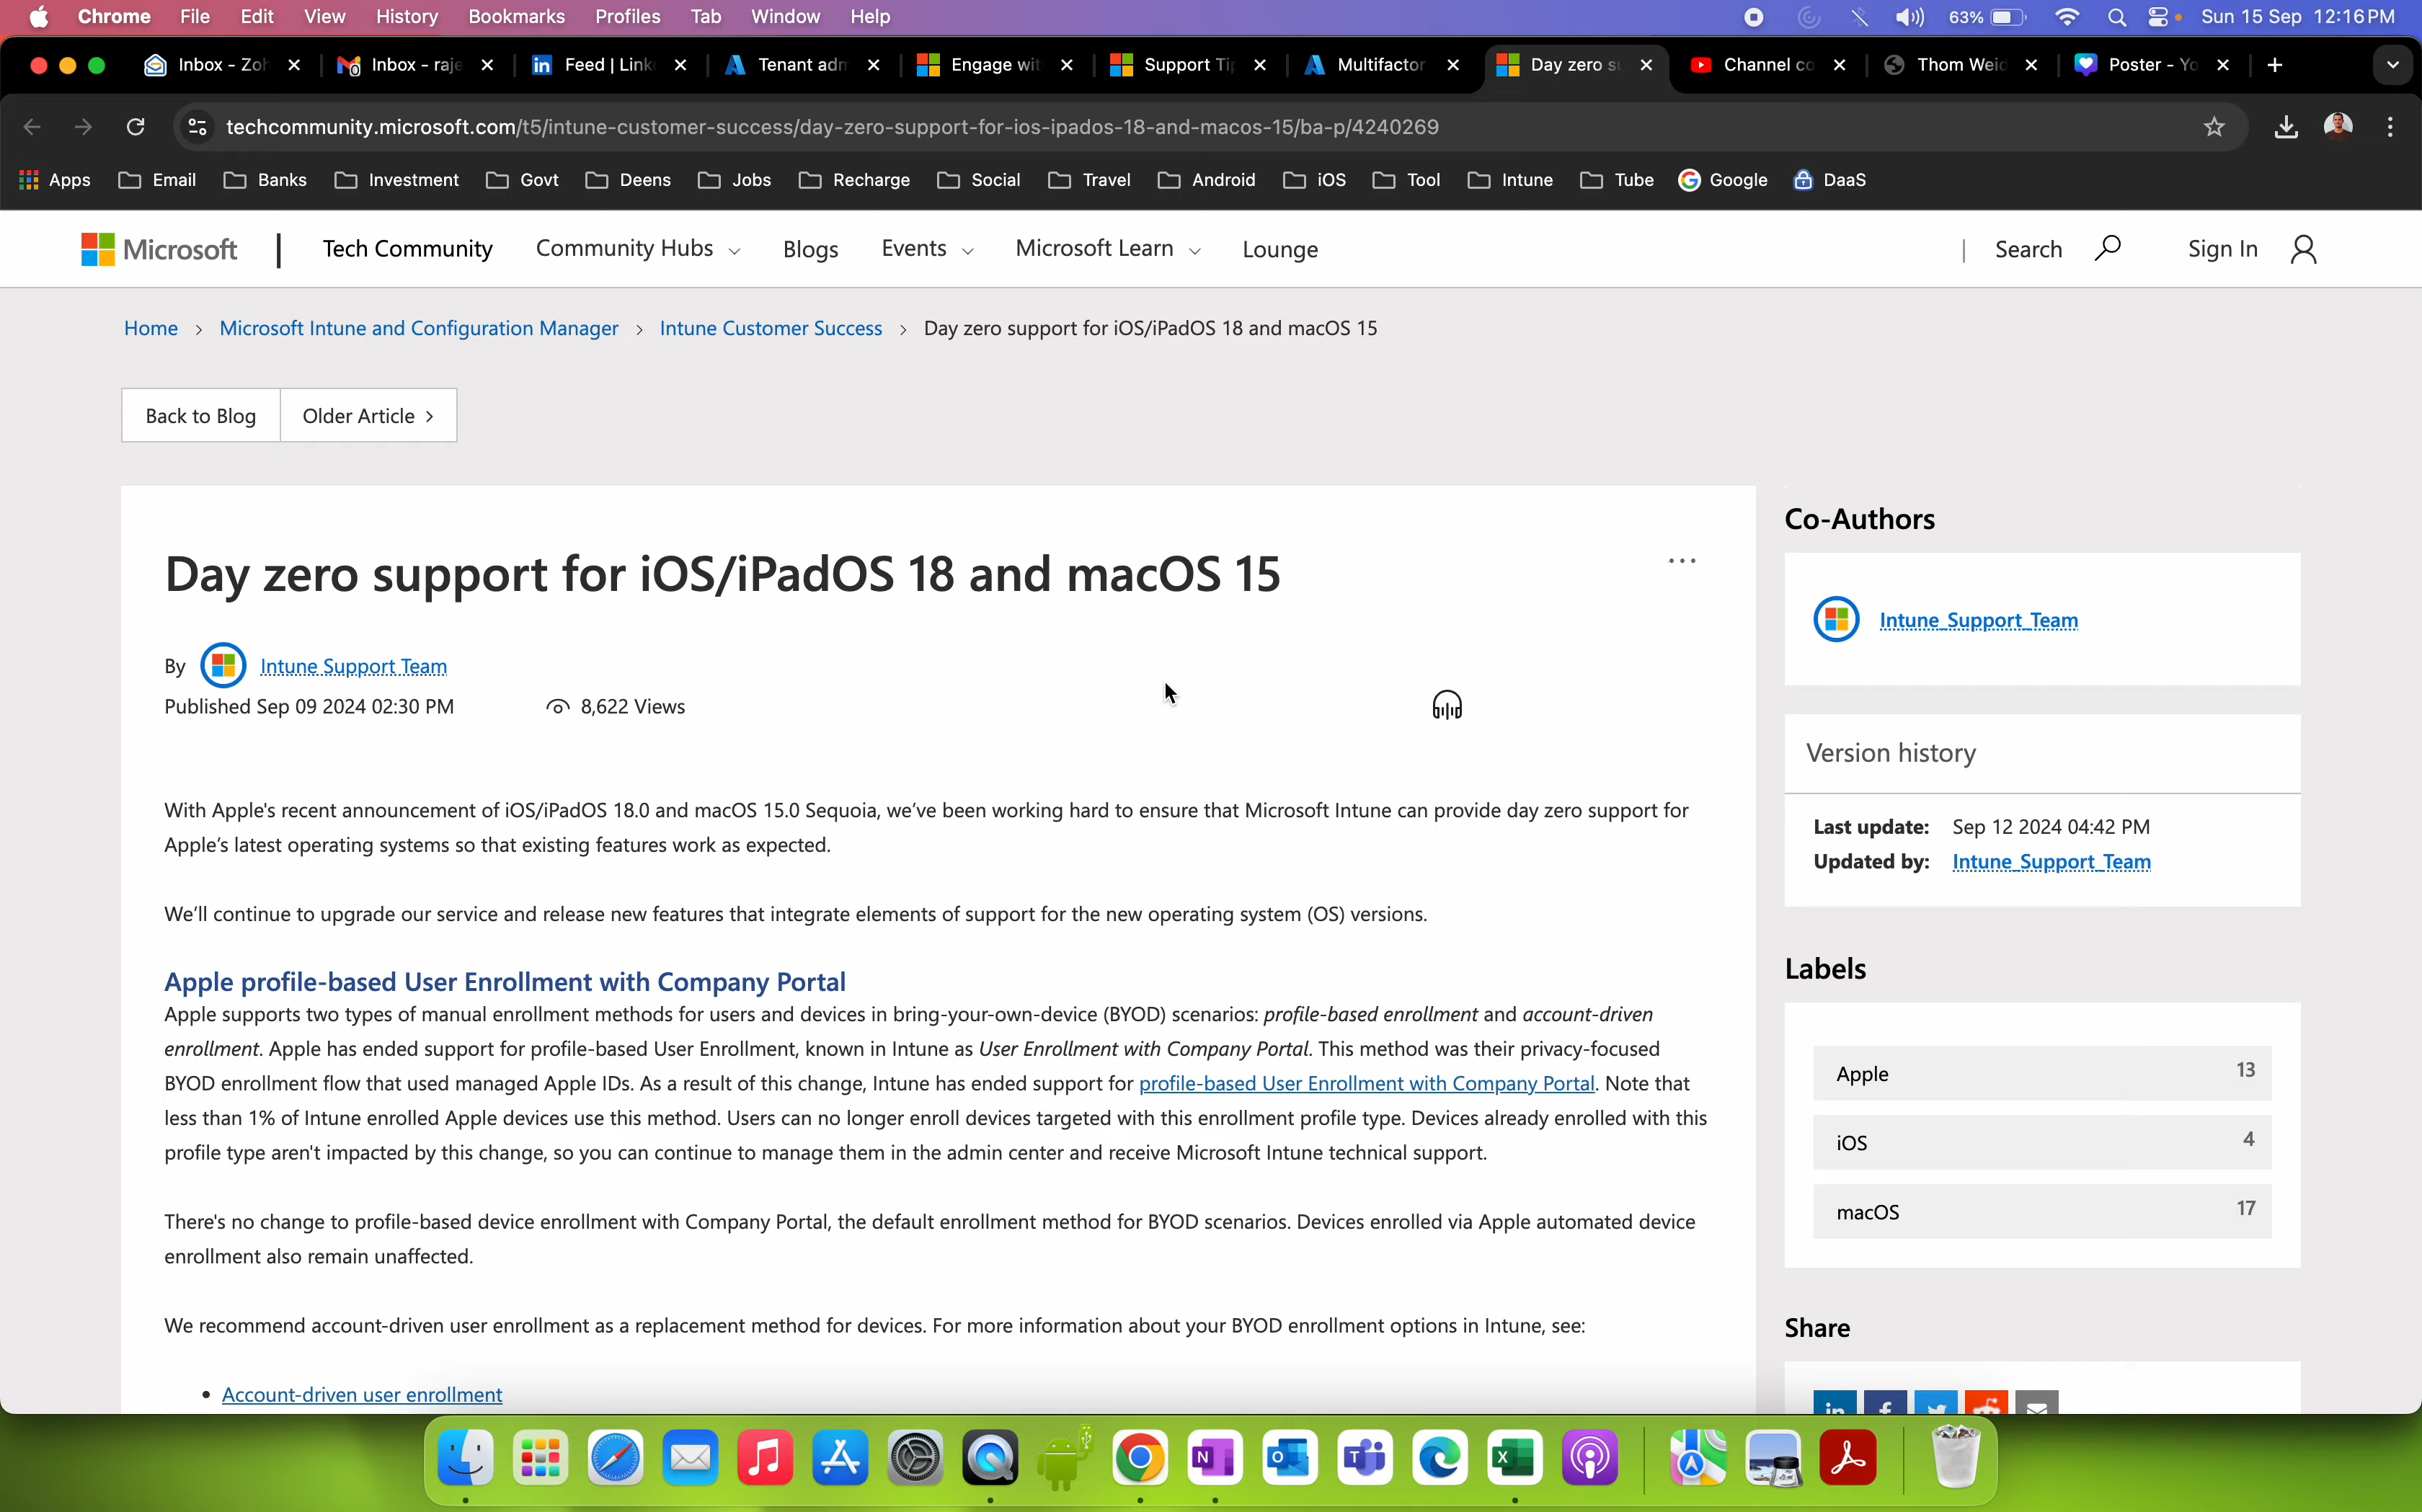 Chrome File Edit View History Bookmarks Profiles Tab Window Help 63% Sun 15 Sep 12:16 PM
Inbox - Zoh Inbox - raje Feed | Link Tenant adm Engage wit Support Ti Multifactor Day zero su Channel co Thom Weid Poster - Yo
techcommunity.microsoft.com/t5/intune-customer-success/day-zero-support-for-ios-ipados-18-and-macos-15/ba-p/4240269
Apps Email Banks Investment Govt Deens Jobs Recharge Social Travel Android iOS Tool Intune Tube Google DaaS
Microsoft | Tech Community Community Hubs Blogs Events Microsoft Learn Lounge | Search Sign In
Home > Microsoft Intune and Configuration Manager > Intune Customer Success > Day zero support for iOS/iPadOS 18 and macOS 15
Back to Blog Older Article >
Day zero support for iOS/iPadOS 18 and macOS 15
By Intune Support Team
Published Sep 09 2024 02:30 PM 8,622 Views
With Apple's recent announcement of iOS/iPadOS 18.0 and macOS 15.0 Sequoia, we've been working hard to ensure that Microsoft Intune can provide day zero support for
Apple's latest operating systems so that existing features work as expected.
We'll continue to upgrade our service and release new features that integrate elements of support for the new operating system (OS) versions.
Apple profile-based User Enrollment with Company Portal
Apple supports two types of manual enrollment methods for users and devices in bring-your-own-device (BYOD) scenarios: profile-based enrollment and account-driven
enrollment. Apple has ended support for profile-based User Enrollment, known in Intune as User Enrollment with Company Portal. This method was their privacy-focused
BYOD enrollment flow that used managed Apple IDs. As a result of this change, Intune has ended support for profile-based User Enrollment with Company Portal. Note that
less than 1% of Intune enrolled Apple devices use this method. Users can no longer enroll devices targeted with this enrollment profile type. Devices already enrolled with this
profile type aren't impacted by this change, so you can continue to manage them in the admin center and receive Microsoft Intune technical support.
There's no change to profile-based device enrollment with Company Portal, the default enrollment method for BYOD scenarios. Devices enrolled via Apple automated device
enrollment also remain unaffected.
We recommend account-driven user enrollment as a replacement method for devices. For more information about your BYOD enrollment options in Intune, see:
• Account-driven user enrollment
Co-Authors
Intune_Support_Team
Version history
Last update: Sep 12 2024 04:42 PM
Updated by: Intune_Support_Team
Labels
Apple 13
iOS 4
macOS 17
Share